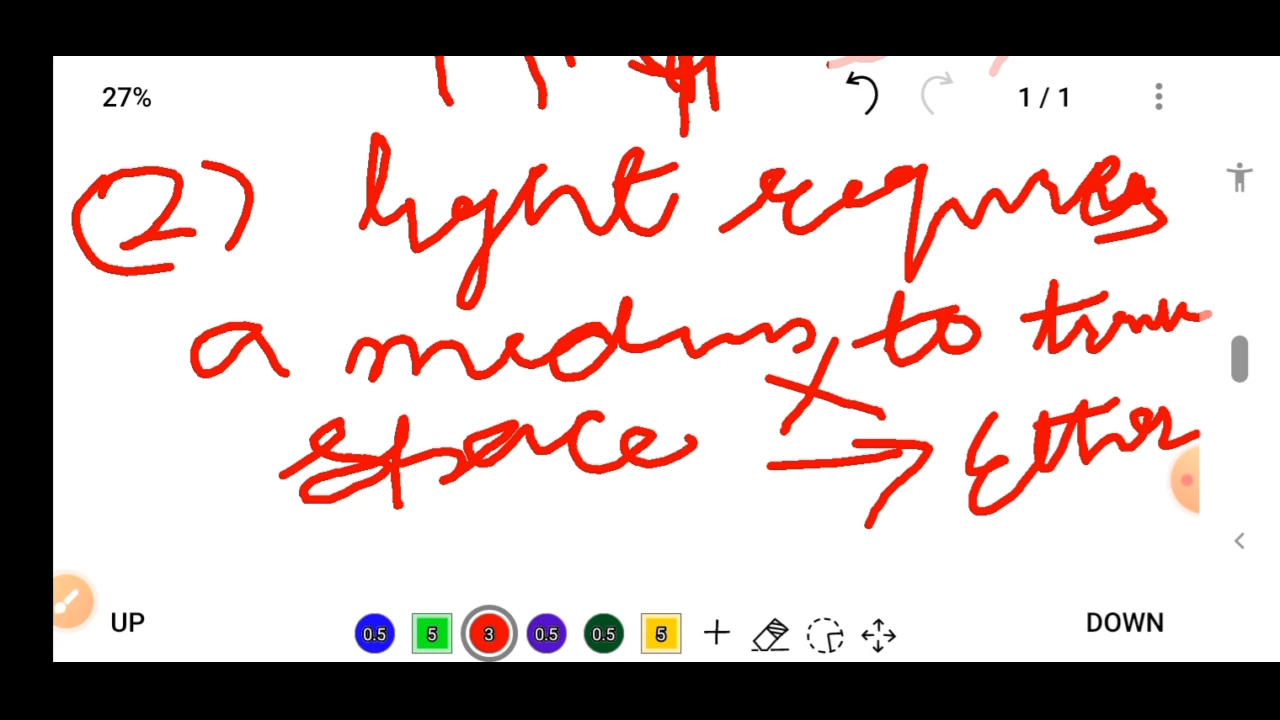 27% 1 / 1
(2) light requires
a medium to tran
space → Ether
UP DOWN
0.5 5 3 0.5 0.5 5